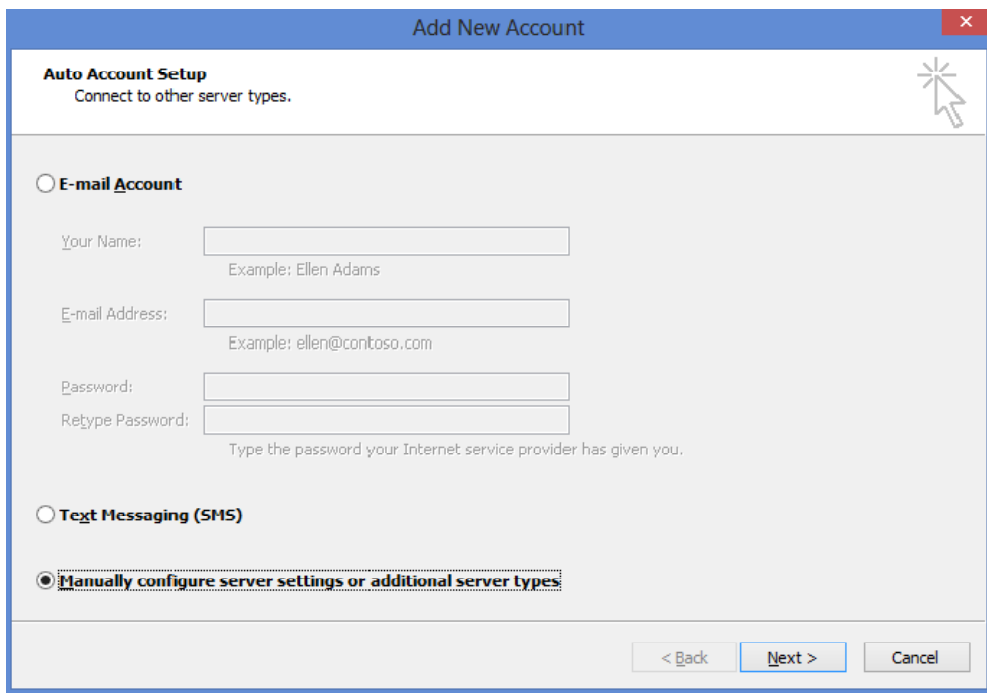 Add New Account
Auto Account Setup
Connect to other server types.
E-mail Account
Your Name:
Example: Ellen Adams
E-mail Address:
Example: ellen@contoso.com
Password:
Retype Password:
Type the password your Internet service provider has given you.
Text Messaging (SMS)
Manually configure server settings or additional server types
< Back Next > Cancel